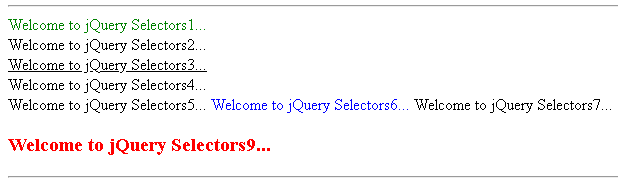 Welcome to jQuery Selectors1...
Welcome to jQuery Selectors2...
Welcome to jQuery Selectors3...
Welcome to jQuery Selectors4...
Welcome to jQuery Selectors5... Welcome to jQuery Selectors6... Welcome to jQuery Selectors7...
Welcome to jQuery Selectors9...